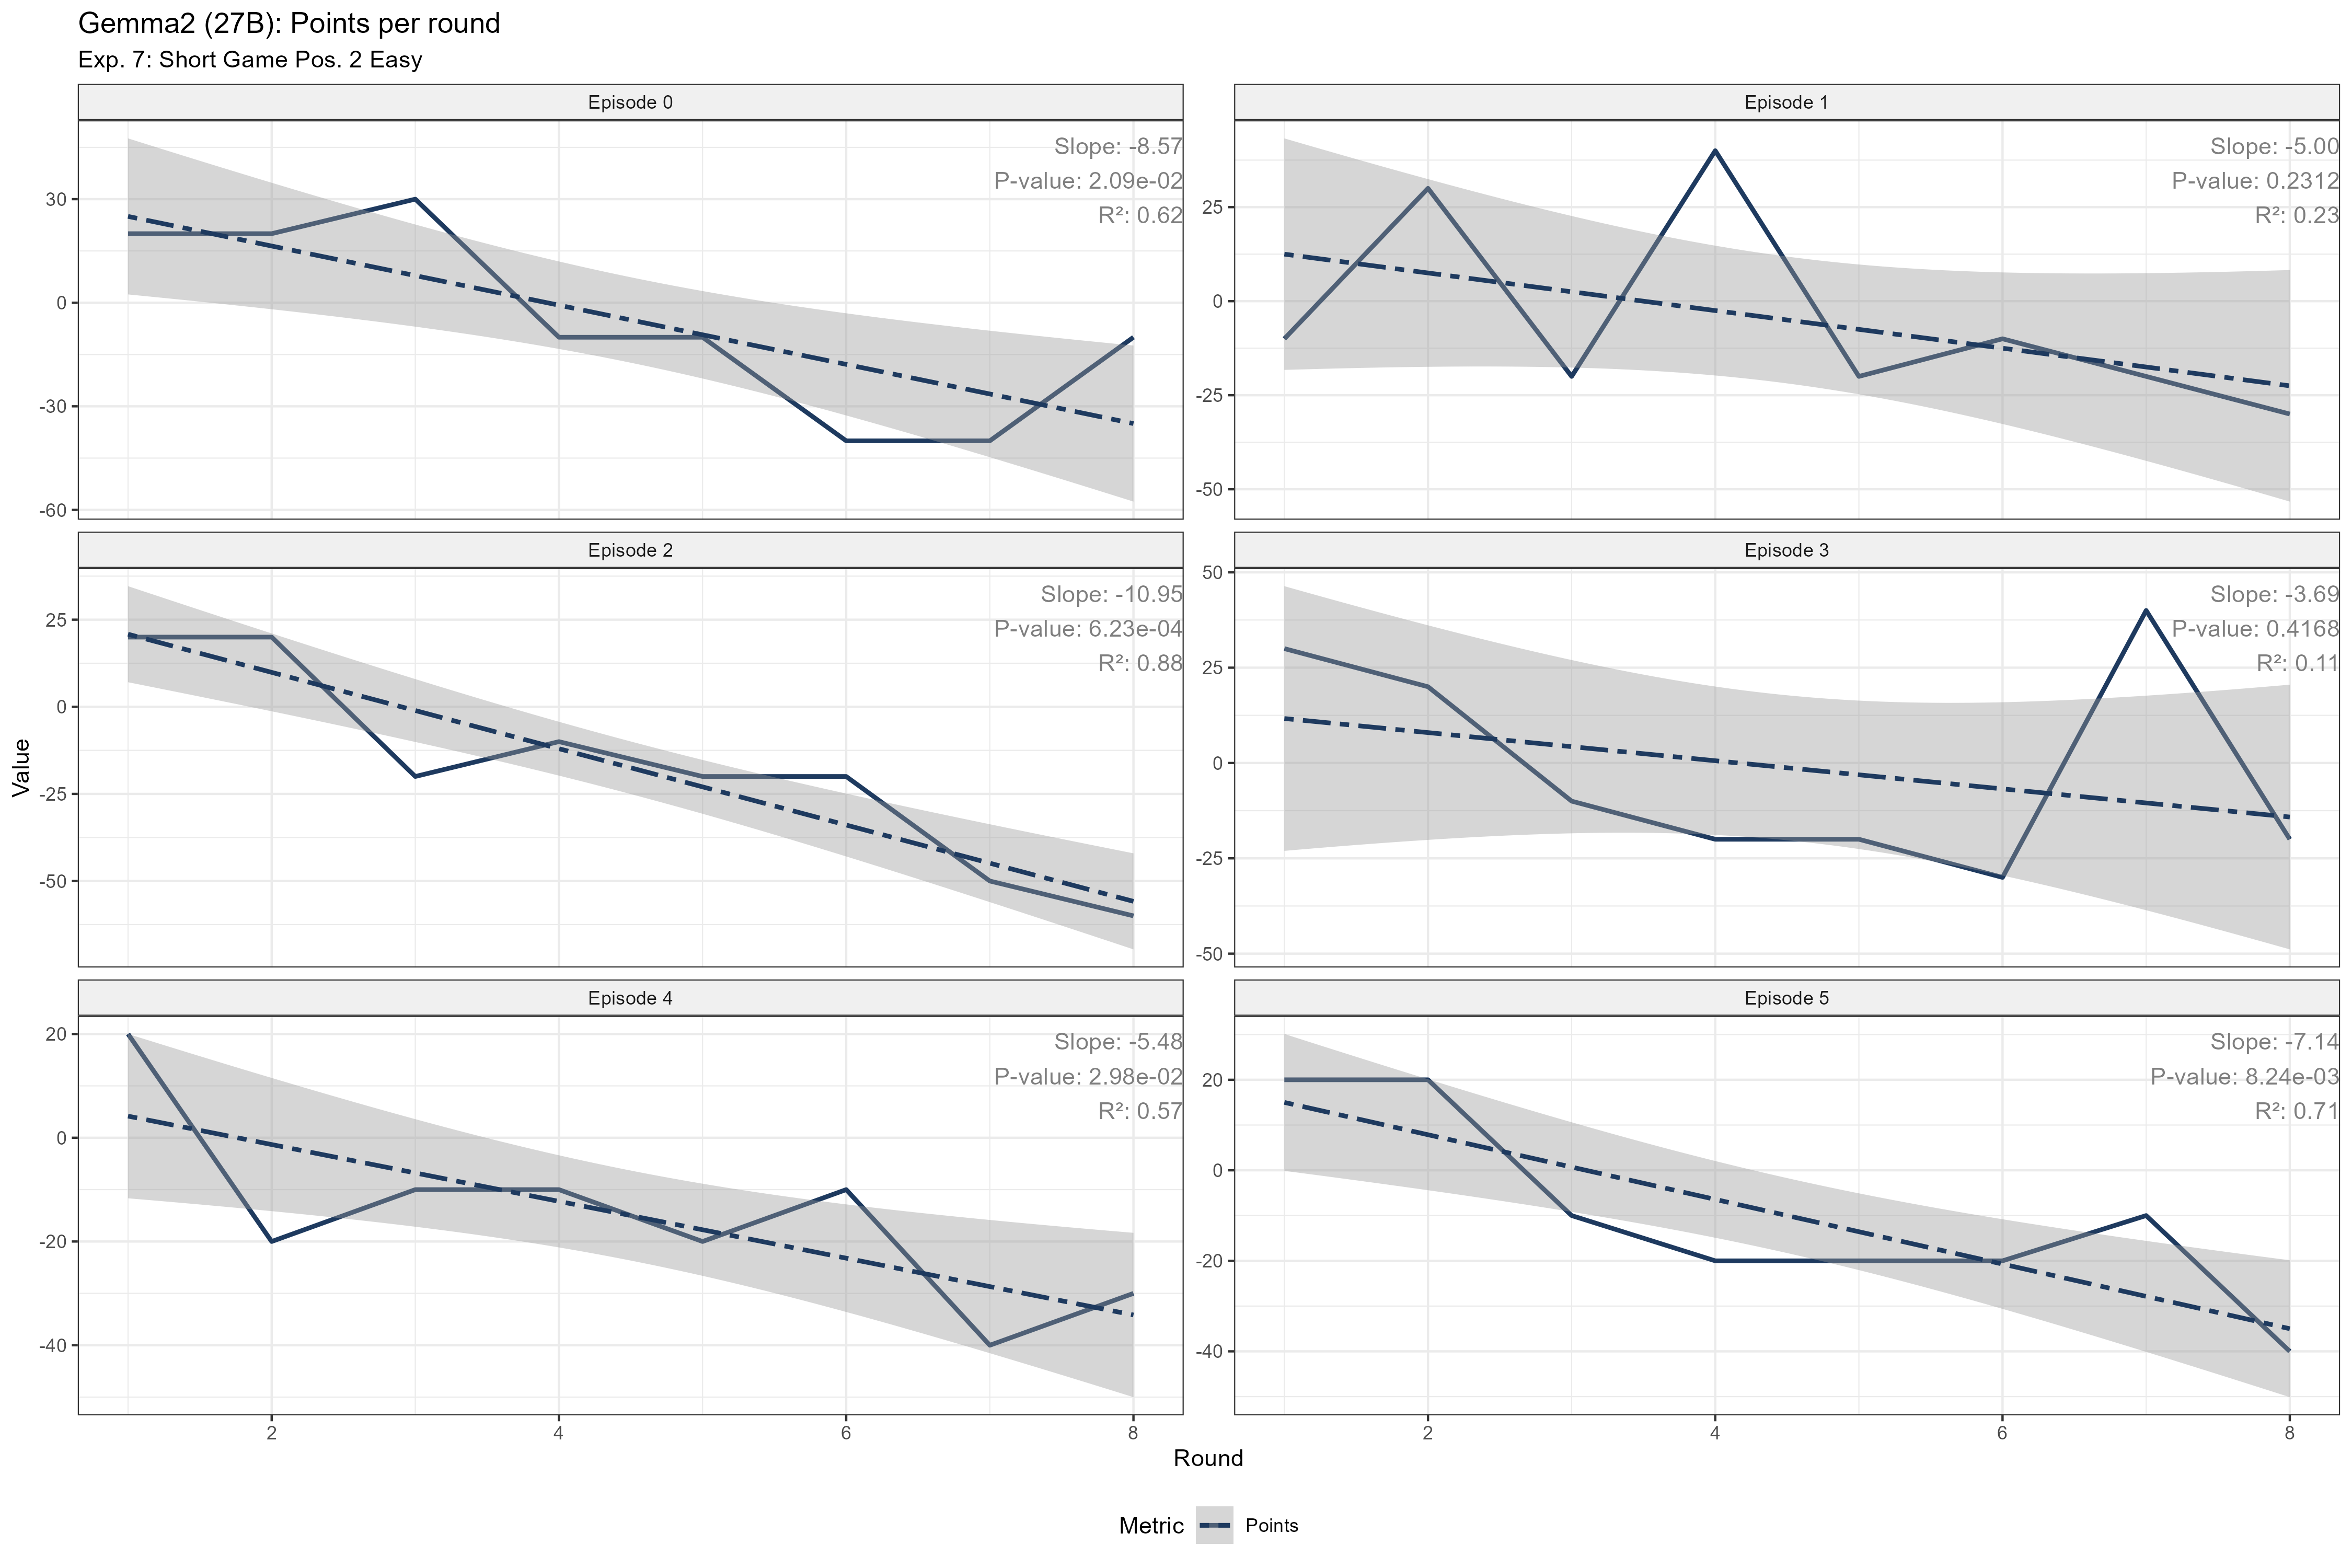 Gemma2 (27B): Points per round
Exp. 7: Short Game Pos. 2 Easy
Episode 0
Slope: -8.57
P-value: 2.09e-02
R²: 0.62
30
0
-30
-60
Episode 1
Slope: -5.00
P-value: 0.2312
R²: 0.23
25
0
-25
-50
Episode 2
Slope: -10.95
P-value: 6.23e-04
R²: 0.88
25
0
-25
-50
Episode 3
Slope: -3.69
P-value: 0.4168
R²: 0.11
50
25
0
-25
-50
Value
Episode 4
Slope: -5.48
P-value: 2.98e-02
R²: 0.57
20
0
-20
-40
2 4 6 8
Episode 5
Slope: -7.14
P-value: 8.24e-03
R²: 0.71
20
0
-20
-40
2 4 6 8
Round
Metric Points